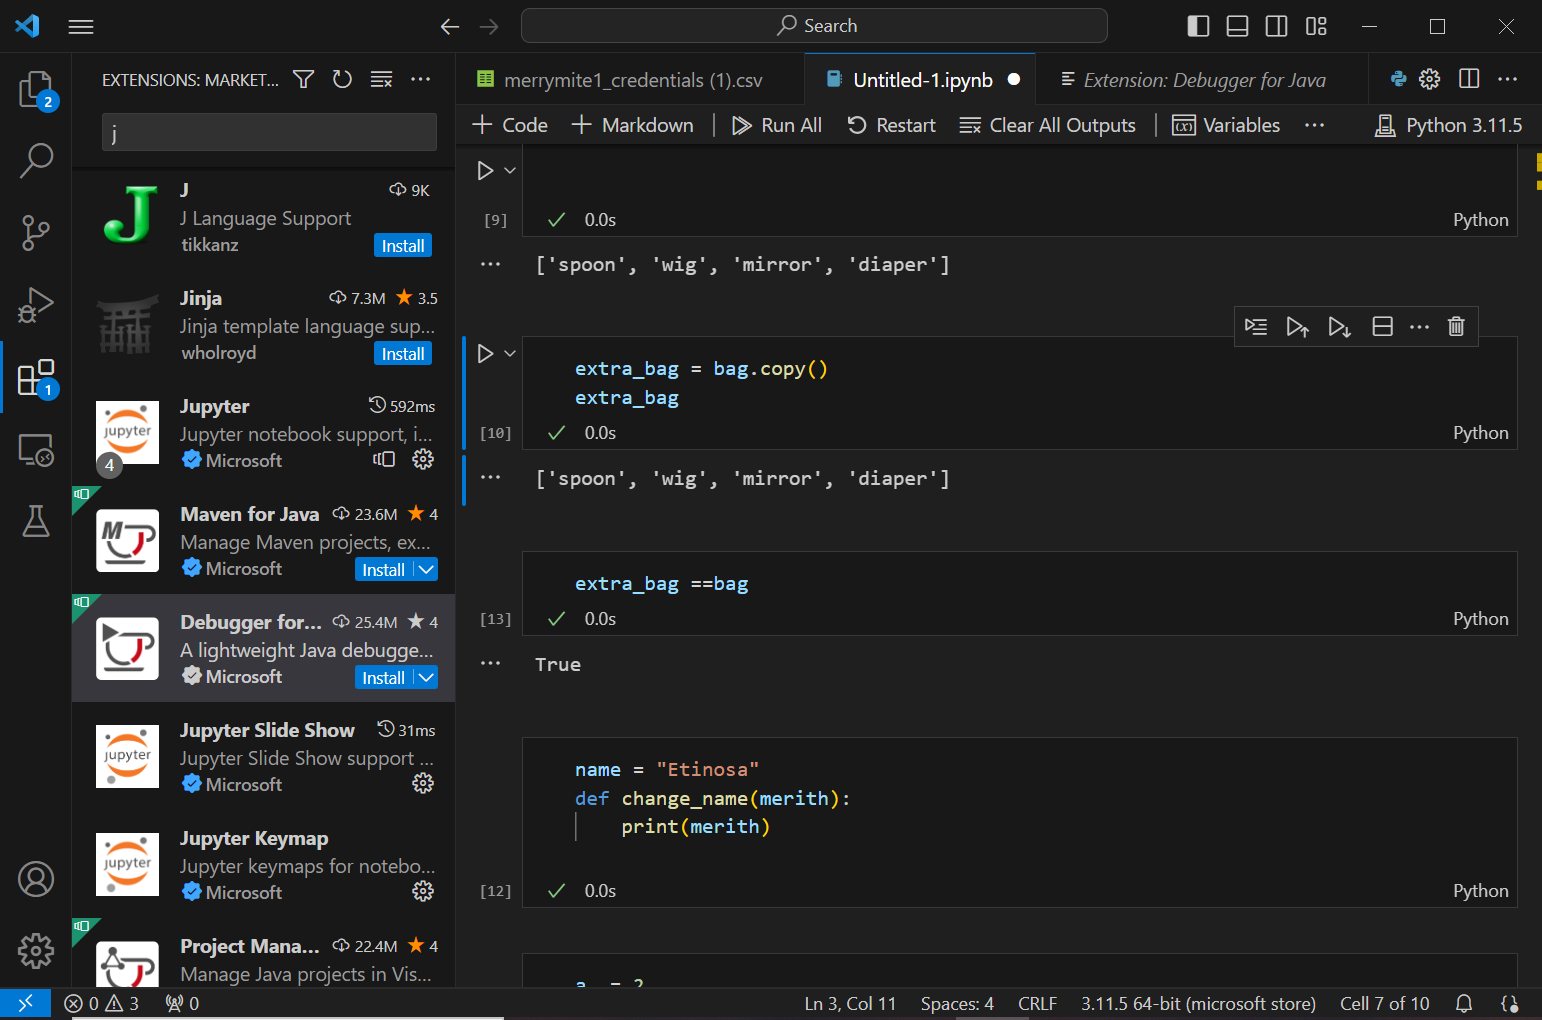 Search
EXTENSIONS: MARKET...
j
J
9K
J Language Support
tikkanz
Install
Jinja
7.3M
3.5
Jinja template language sup...
wholroyd
Install
Jupyter
592ms
Jupyter notebook support, i...
Microsoft
4
Maven for Java
23.6M
4
Manage Maven projects, ex...
Microsoft
Install
Debugger for...
25.4M
4
A lightweight Java debugge...
Microsoft
Install
Jupyter Slide Show
31ms
Jupyter Slide Show support ...
Microsoft
Jupyter Keymap
Jupyter keymaps for notebo...
Microsoft
Project Mana...
22.4M
4
Manage Java projects in Vis...
2
1
jupyter
jupyter
jupyter
merrymite1_credentials (1).csv
Untitled-1.ipynb
Extension: Debugger for Java
+ Code
+ Markdown
Run All
Restart
Clear All Outputs
Variables
...
Python 3.11.5
[9]
0.0s
Python
['spoon', 'wig', 'mirror', 'diaper']
extra_bag = bag.copy()
extra_bag
[10]
0.0s
Python
['spoon', 'wig', 'mirror', 'diaper']
extra_bag ==bag
[13]
0.0s
Python
True
name = "Etinosa"
def change_name(merith):
print(merith)
[12]
0.0s
Python
a = 2
0
3
0
Ln 3, Col 11
Spaces: 4
CRLF
3.11.5 64-bit (microsoft store)
Cell 7 of 10